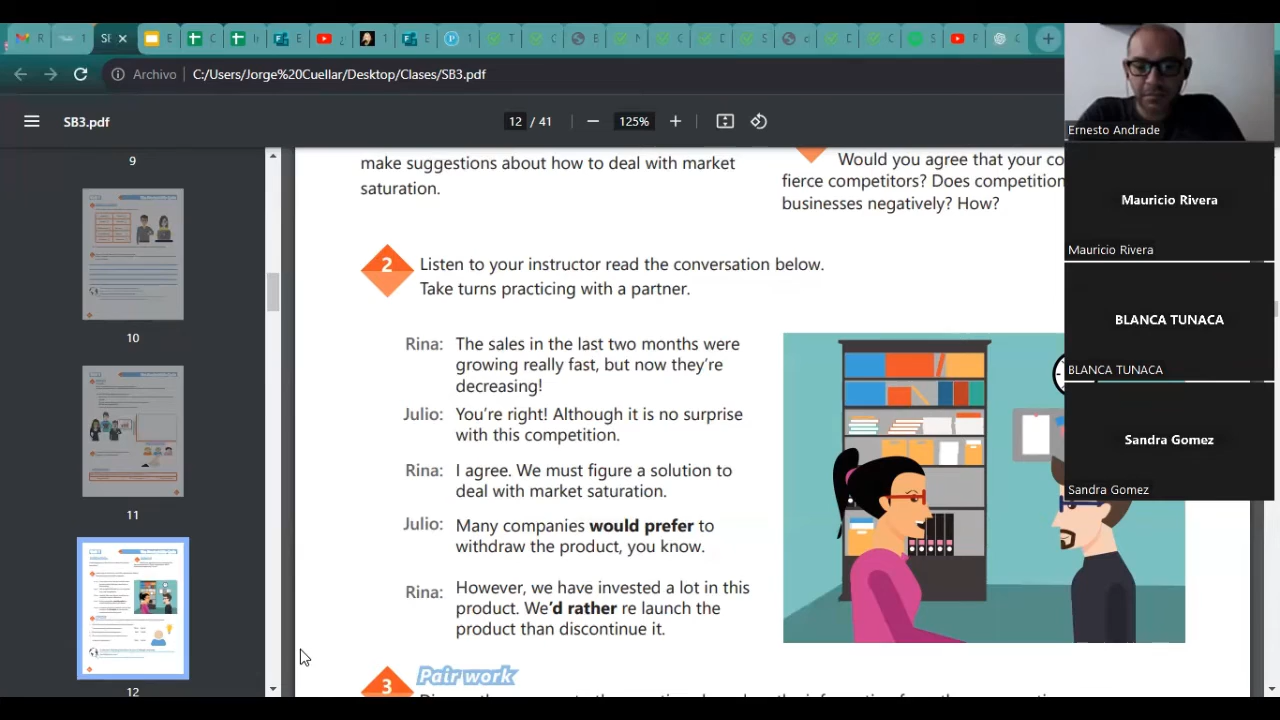 R
1
SI
E
C
Ir
E
¿
1
E
1
T
C
E
N
C
D
S
d
E
C
S
P
C
Archivo
C:/Users/Jorge%20Cuellar/Desktop/Clases/SB3.pdf
SB3.pdf
12 / 41
125%
9
10
11
12
make suggestions about how to deal with market
saturation.
Would you agree that your co
fierce competitors? Does competition
businesses negatively? How?
2
Listen to your instructor read the conversation below.
Take turns practicing with a partner.
Rina: The sales in the last two months were
growing really fast, but now they're
decreasing!
Julio: You're right! Although it is no surprise
with this competition.
Rina: I agree. We must figure a solution to
deal with market saturation.
Julio: Many companies would prefer to
withdraw the product, you know.
Rina: However, we have invested a lot in this
product. We'd rather re launch the
product than discontinue it.
3
Pair work
Ernesto Andrade
Mauricio Rivera
Mauricio Rivera
BLANCA TUNACA
BLANCA TUNACA
Sandra Gomez
Sandra Gomez